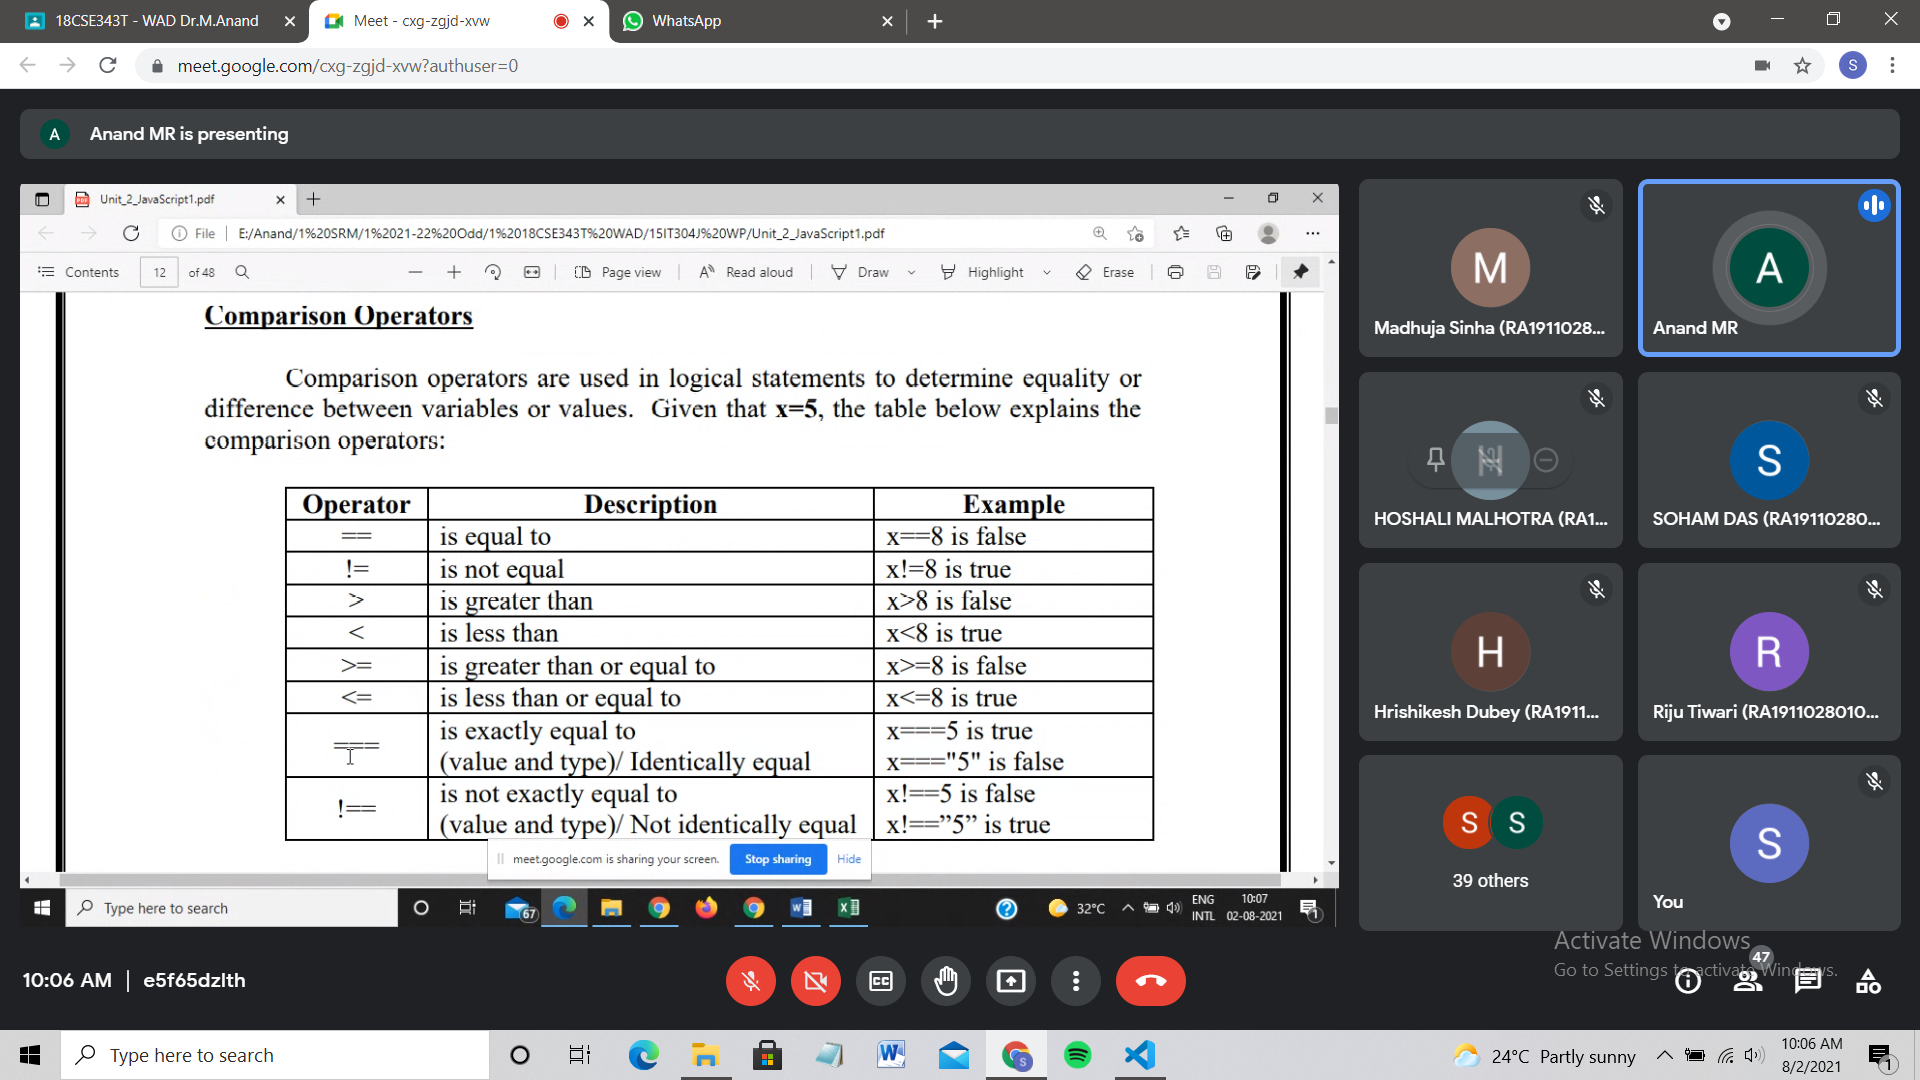 18CSE343T - WAD Dr.M.Anand
Meet - cxg-zgjd-xvw
WhatsApp
meet.google.com/cxg-zgjd-xvw?authuser=0
S
A
Anand MR is presenting
Unit_2_JavaScript1.pdf
File
E:/Anand/1%20SRM/1%2021-22%20Odd/1%2018CSE343T%20WAD/15IT304J%20WP/Unit_2_JavaScript1.pdf
Contents
12
of 48
Page view
Read aloud
Draw
Highlight
Erase
Comparison Operators
Comparison operators are used in logical statements to determine equality or
difference between variables or values. Given that x=5, the table below explains the
comparison operators:
Operator Description Example
== is equal to x==8 is false
!= is not equal x!=8 is true
> is greater than x>8 is false
< is less than x<8 is true
>= is greater than or equal to x>=8 is false
<= is less than or equal to x<=8 is true
=== is exactly equal to x===5 is true
(value and type)/ Identically equal x==="5" is false
!== is not exactly equal to x!==5 is false
(value and type)/ Not identically equal x!==”5” is true
meet.google.com is sharing your screen.
Stop sharing
Hide
Type here to search
67
32°C
ENG
INTL
10:07
02-08-2021
1
M
Madhuja Sinha (RA1911028...
A
Anand MR
H
HOSHALI MALHOTRA (RA1...
S
SOHAM DAS (RA19110280...
H
Hrishikesh Dubey (RA1911...
R
Riju Tiwari (RA1911028010...
S S
39 others
S
You
Activate Windows
Go to Settings to activate Windows.
10:06 AM | e5f65dzlth
47
Type here to search
24°C Partly sunny
10:06 AM
8/2/2021
1